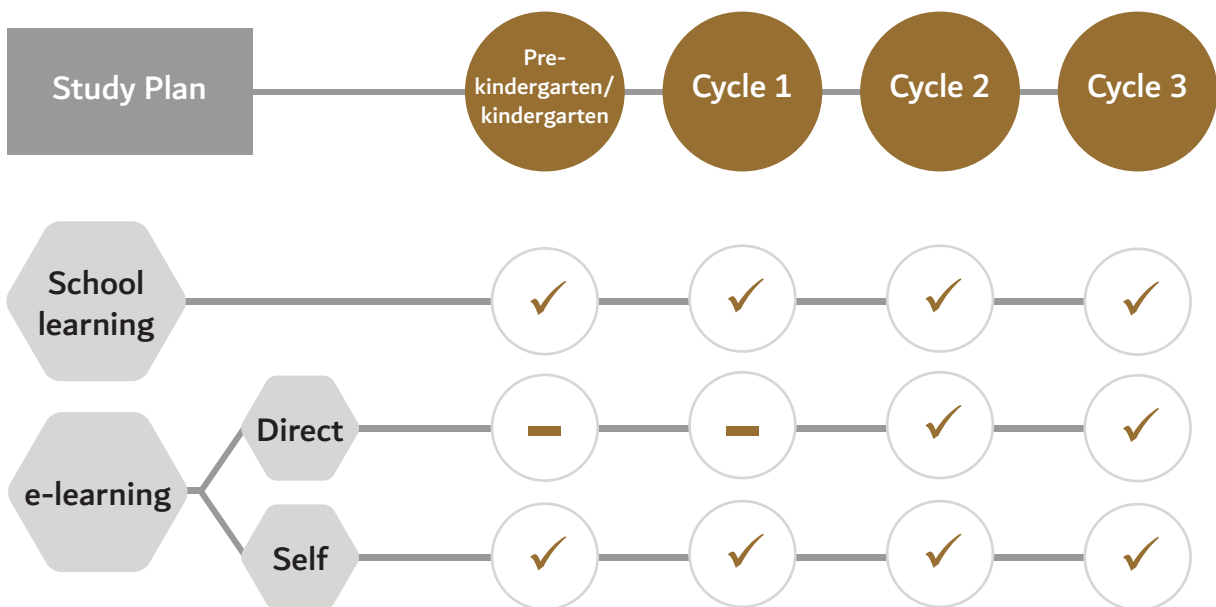 Study Plan
Pre-
kindergarten/
kindergarten
Cycle 1
Cycle 2
Cycle 3
School
learning
✓ ✓ ✓ ✓
e-learning
Direct
– – ✓ ✓
Self
✓ ✓ ✓ ✓